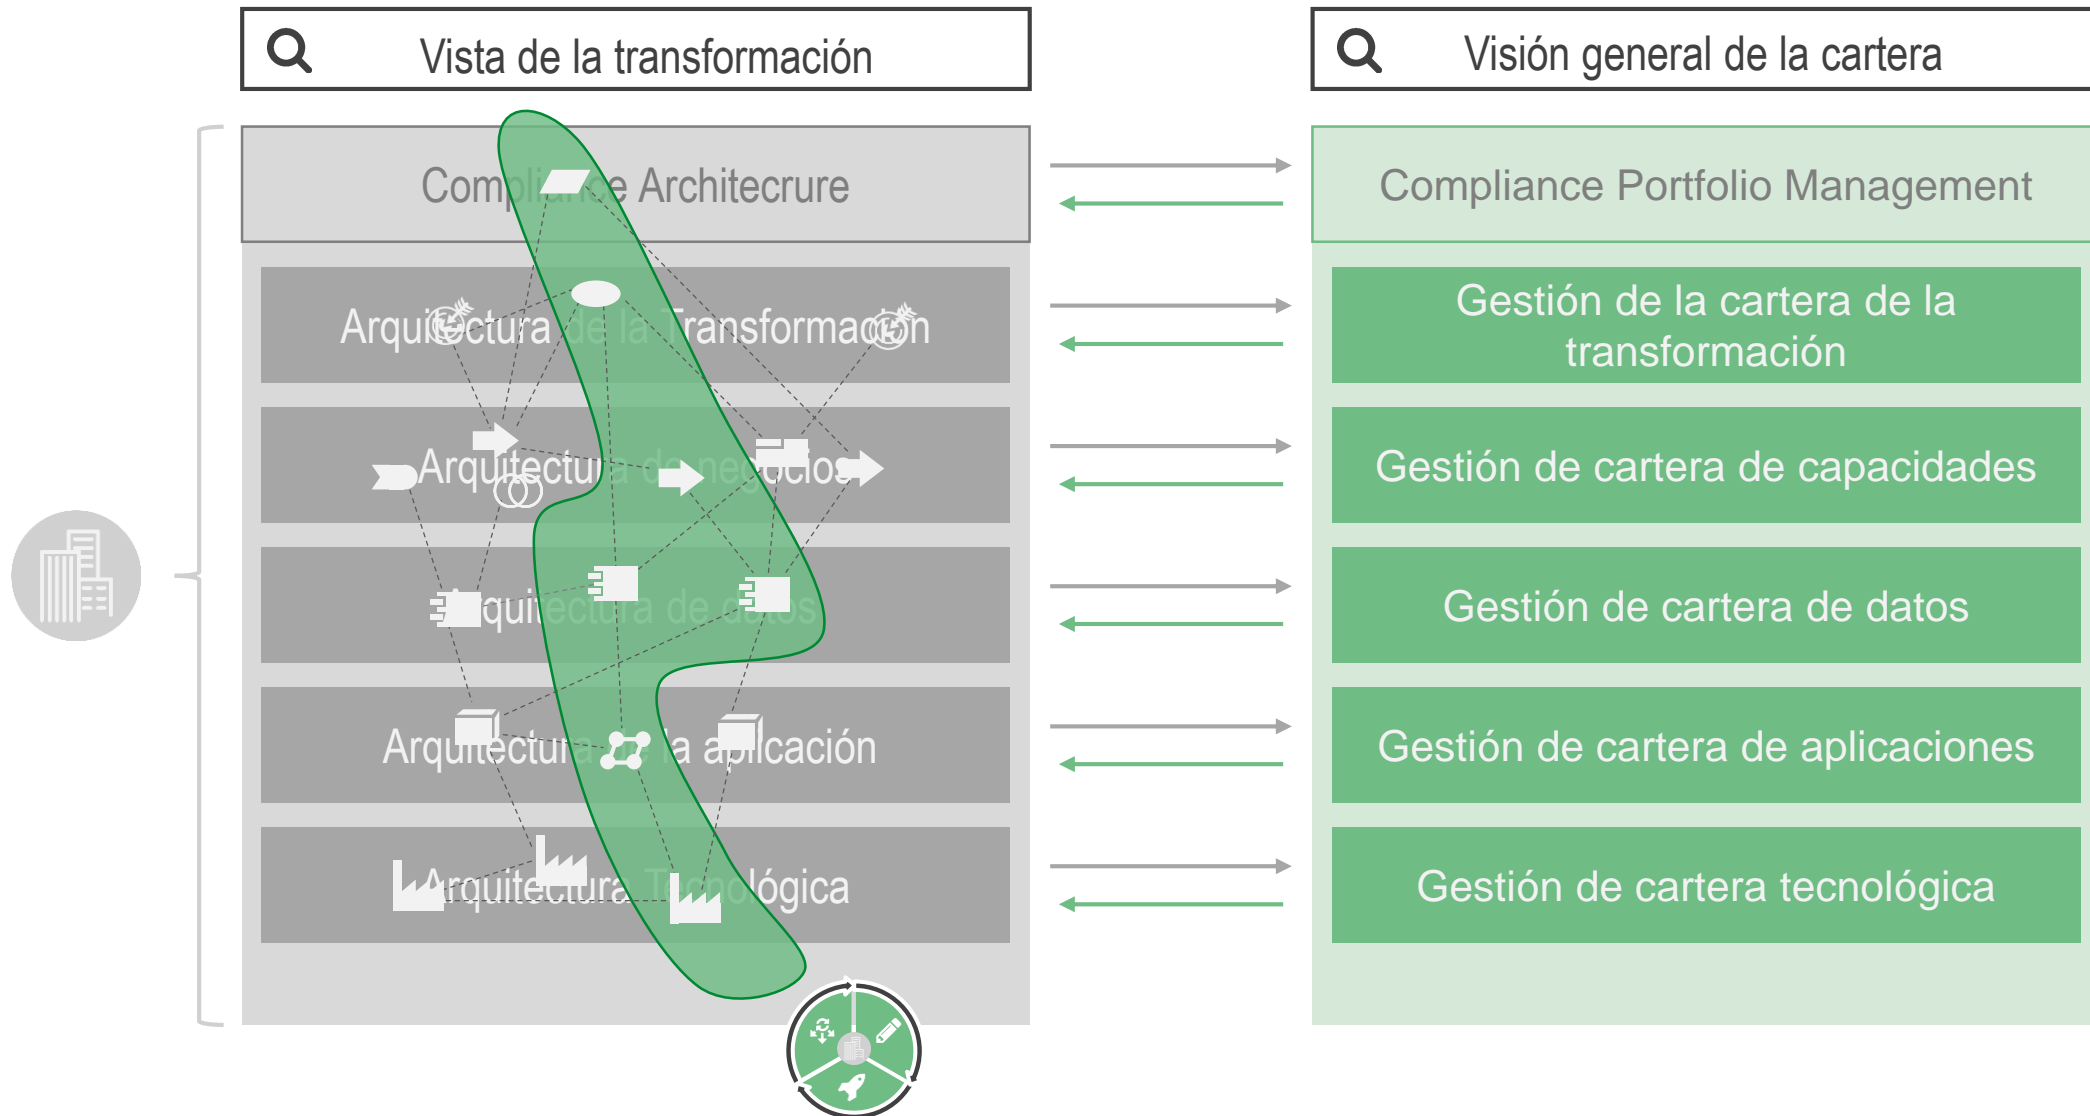 Vista de la transformación
Visión general de la cartera
Compliance Architecrure
Compliance Portfolio Management
Arquitectura de la Transformación
Gestión de la cartera de la
transformación
Arquitectura de negocios
Gestión de cartera de capacidades
Arquitectura de datos
Gestión de cartera de datos
Arquitectura de la aplicación
Gestión de cartera de aplicaciones
Arquitectura Tecnológica
Gestión de cartera tecnológica